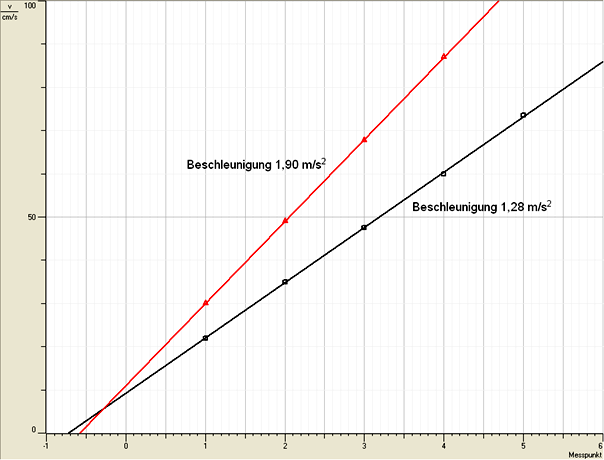 100
v
cm/s
Beschleunigung 1,90 m/s²
Beschleunigung 1,28 m/s²
50
0
-1 0 1 2 3 4 5 6
Messpunkt